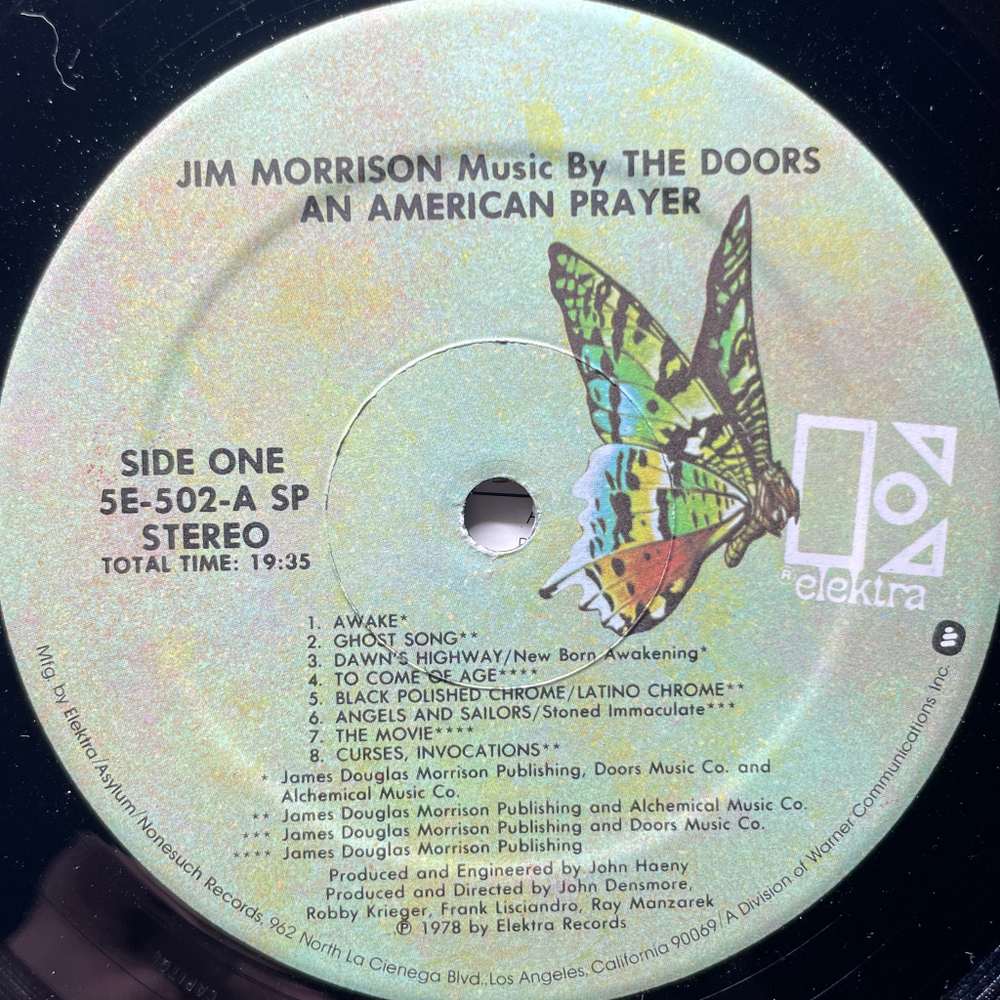 JIM MORRISON Music By THE DOORS
AN AMERICAN PRAYER
SIDE ONE
5E-502-A SP
STEREO
TOTAL TIME: 19:35
® elektra
1. AWAKE*
2. GHOST SONG**
3. DAWN'S HIGHWAY/New Born Awakening*
4. TO COME OF AGE****
5. BLACK POLISHED CHROME/LATINO CHROME**
6. ANGELS AND SAILORS/Stoned Immaculate***
7. THE MOVIE****
8. CURSES, INVOCATIONS**
* James Douglas Morrison Publishing, Doors Music Co. and
Alchemical Music Co.
** James Douglas Morrison Publishing and Alchemical Music Co.
*** James Douglas Morrison Publishing and Doors Music Co.
**** James Douglas Morrison Publishing
Produced and Engineered by John Haeny
Produced and Directed by John Densmore,
Robby Krieger, Frank Lisciandro, Ray Manzarek
℗ 1978 by Elektra Records
Mfg. by Elektra/Asylum/Nonesuch Records, 962 North La Cienega Blvd., Los Angeles, California 90069/A Division of Warner Communications Inc.